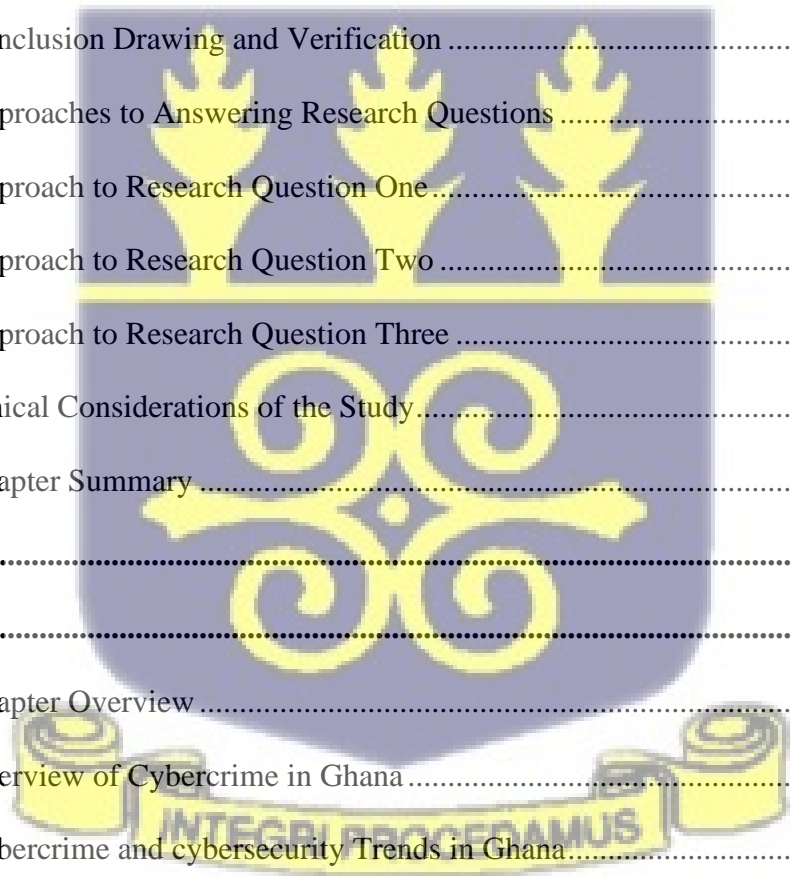 nclusion Drawing and Verification ..........................................
proaches to Answering Research Questions ............................
proach to Research Question One..........................................
proach to Research Question Two ..........................................
proach to Research Question Three ........................................
nical Considerations of the Study............................................
apter Summary ........................................................................
................................................................................................
................................................................................................
apter Overview ........................................................................
erview of Cybercrime in Ghana ..............................................
INTEGRI PROCEDAMUS
bercrime and cybersecurity Trends in Ghana..........................